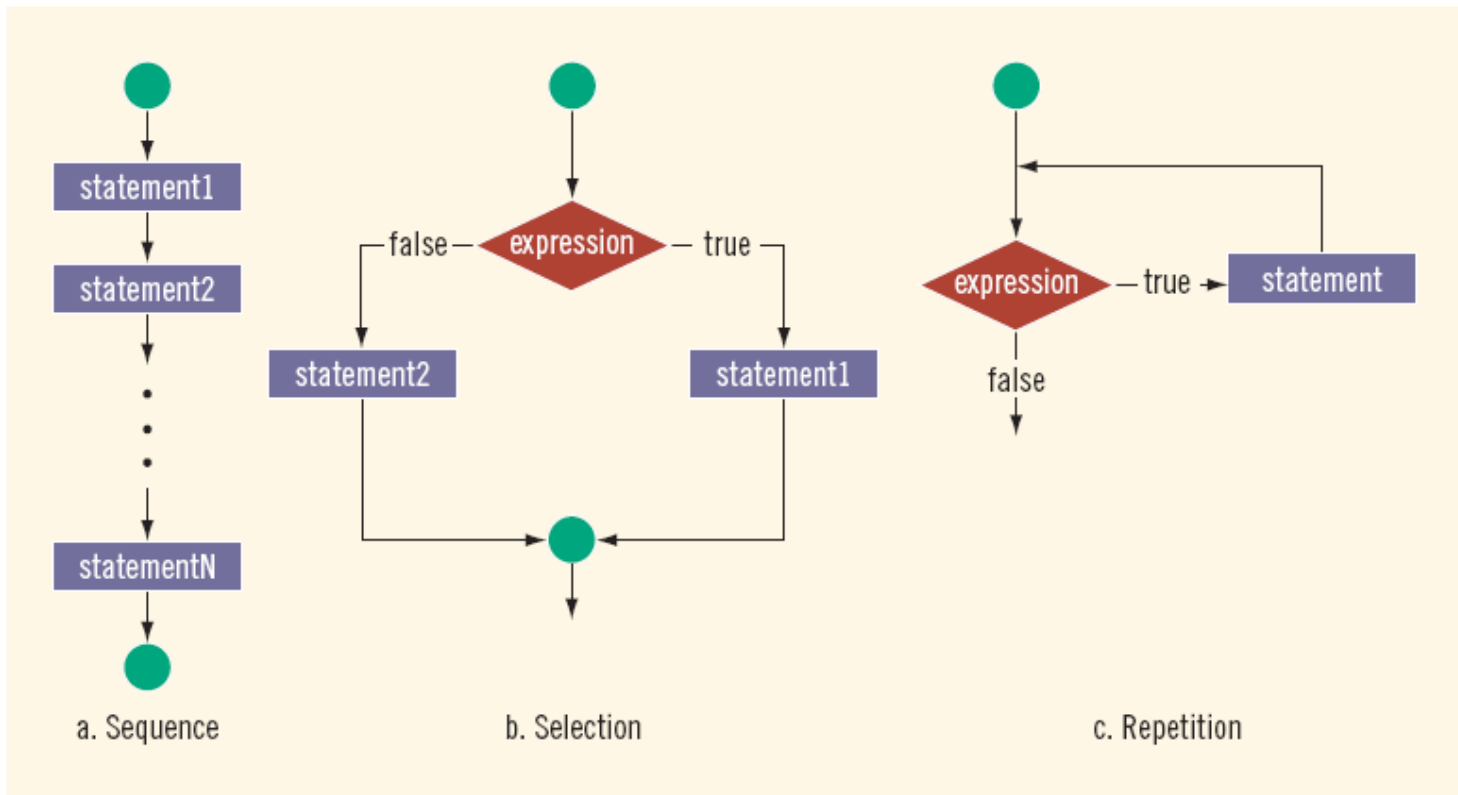 statement1
statement2
statementN
a. Sequence
expression
false
true
statement2
statement1
b. Selection
expression
true
statement
false
c. Repetition